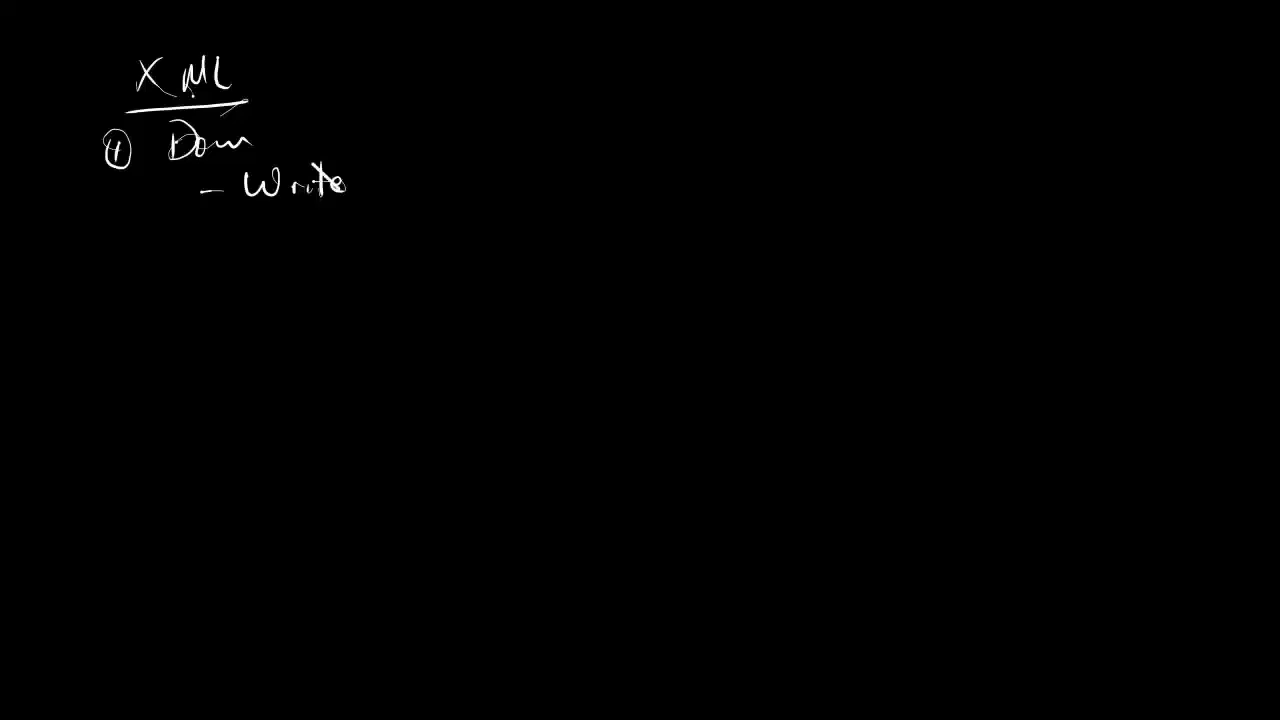 XML
① Dom
- Write